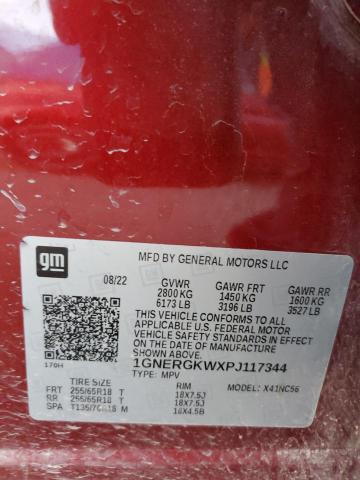 gm
MFD BY GENERAL MOTORS LLC
08/22 GVWR GAWR FRT GAWR RR
2800 KG 1450 KG 1600 KG
6173 LB 3196 LB 3527 LB
THIS VEHICLE CONFORMS TO ALL
APPLICABLE U.S. FEDERAL MOTOR
VEHICLE SAFETY STANDARDS IN
EFFECT ON THE DATE OF
MANUFACTURE SHOWN ABOVE.
170H
1GNERGKWXPJ117344
TYPE: MPV MODEL: X41NC56
TIRE SIZE RIM
FRT 255/65R18 T 18X7.5J
RR 255/65R18 T 18X7.5J
SPA T135/70R18 M 18X4.5B